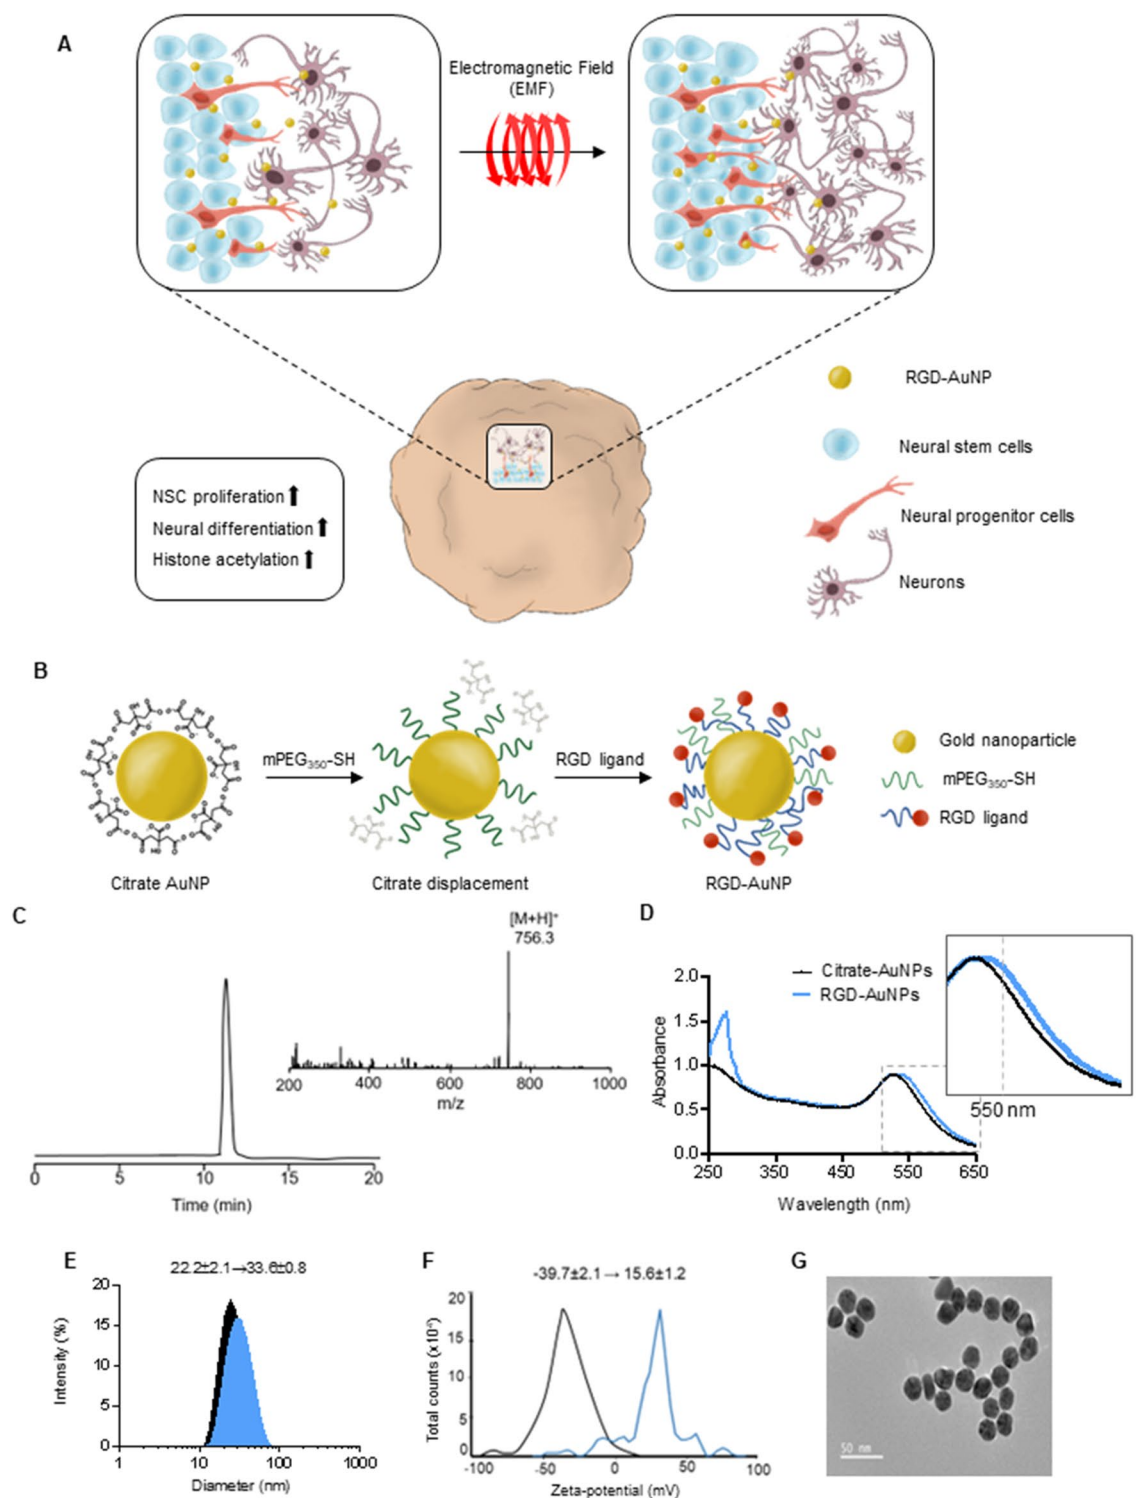 A
Electromagnetic Field
(EMF)
RGD-AuNP
Neural stem cells
Neural progenitor cells
Neurons
NSC proliferation ⬆
Neural differentiation ⬆
Histone acetylation ⬆
B
mPEG₃₅₀-SH
RGD ligand
Citrate AuNP
Citrate displacement
RGD-AuNP
Gold nanoparticle
mPEG₃₅₀-SH
RGD ligand
C
[M+H]⁺
756.3
200 400 600 800 1000
m/z
0 5 10 15 20
Time (min)
D
Citrate-AuNPs
RGD-AuNPs
2.0
1.5
1.0
0.5
0.0
Absorbance
250 350 450 550 650
Wavelength (nm)
550 nm
E
22.2±2.1→33.6±0.8
20
15
10
5
0
Intensity (%)
1 10 100 1000
Diameter (nm)
F
-39.7±2.1 → 15.6±1.2
20
15
10
5
0
Total counts (x10⁵)
-100 -50 0 50 100
Zeta-potential (mV)
G
50 nm